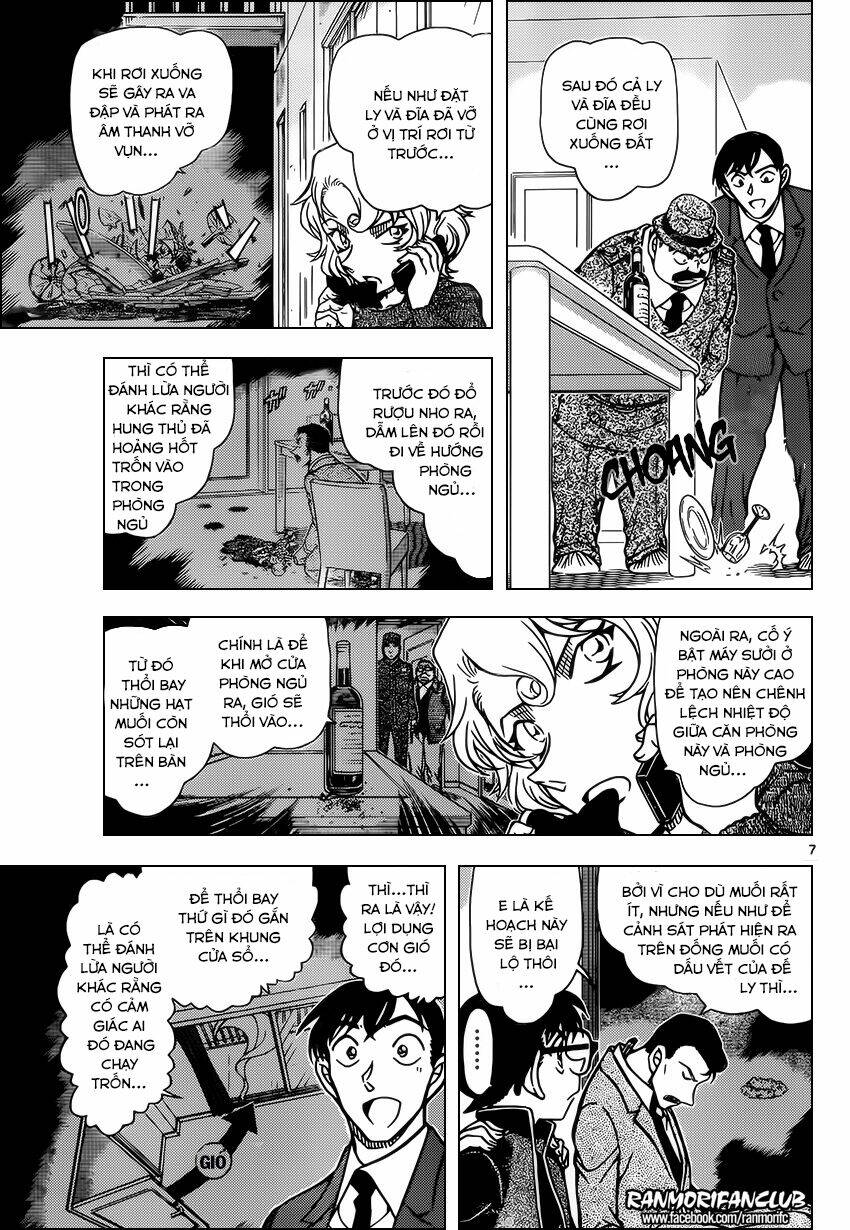 SAU ĐÓ CẢ LY
VÀ ĐĨA ĐỀU
CÙNG RƠI
XUỐNG ĐẤT
...
CHOANG
NẾU NHƯ ĐẶT
LY VÀ ĐĨA ĐÃ VỠ
Ở VỊ TRÍ RƠI TỪ
TRƯỚC...
KHI RƠI XUỐNG
SẼ GÂY RA VA
ĐẬP VÀ PHÁT RA
ÂM THANH VỠ
VỤN...
TRƯỚC ĐÓ ĐỔ
RƯỢU NHO RA,
DẪM LÊN ĐÓ RỒI
ĐI VỀ HƯỚNG
PHÒNG
NGỦ...
THÌ CÓ THỂ
ĐÁNH LỪA NGƯỜI
KHÁC RẰNG
HUNG THỦ ĐÃ
HOẢNG HỐT
TRỐN VÀO
TRONG
PHÒNG
NGỦ
NGOÀI RA, CỐ Ý
BẬT MÁY SƯỞI Ở
PHÒNG NÀY CAO
ĐỂ TẠO NÊN CHÊNH
LỆCH NHIỆT ĐỘ
GIỮA CĂN PHÒNG
NÀY VÀ PHÒNG
NGỦ...
CHÍNH LÀ ĐỂ
KHI MỞ CỬA
PHÒNG NGỦ
RA, GIÓ SẼ
THỔI VÀO...
TỪ ĐÓ
THỔI BAY
NHỮNG HẠT
MUỐI CÒN
SÓT LẠI
TRÊN BÀN
...
7
BỞI VÌ CHO DÙ MUỐI RẤT
ÍT, NHƯNG NẾU NHƯ ĐỂ
CẢNH SÁT PHÁT HIỆN RA
TRÊN ĐỐNG MUỐI CÓ
DẤU VẾT CỦA ĐẾ
LY THÌ...
E LÀ KẾ
HOẠCH NÀY
SẼ BỊ BẠI
LỘ THÔI
......
THÌ...THÌ
RA LÀ VẬY!
LỢI DỤNG
CƠN GIÓ
ĐÓ...
ĐỂ THỔI BAY
THỨ GÌ ĐÓ GẮN
TRÊN KHUNG
CỬA SỔ...
LÀ CÓ
THỂ ĐÁNH
LỪA NGƯỜI
KHÁC RẰNG
CÓ CẢM
GIÁC AI
ĐÓ ĐANG
CHẠY
TRỐN...
GIÓ
RANMORIFANCLUB
www.facebook.com/ranmorifc